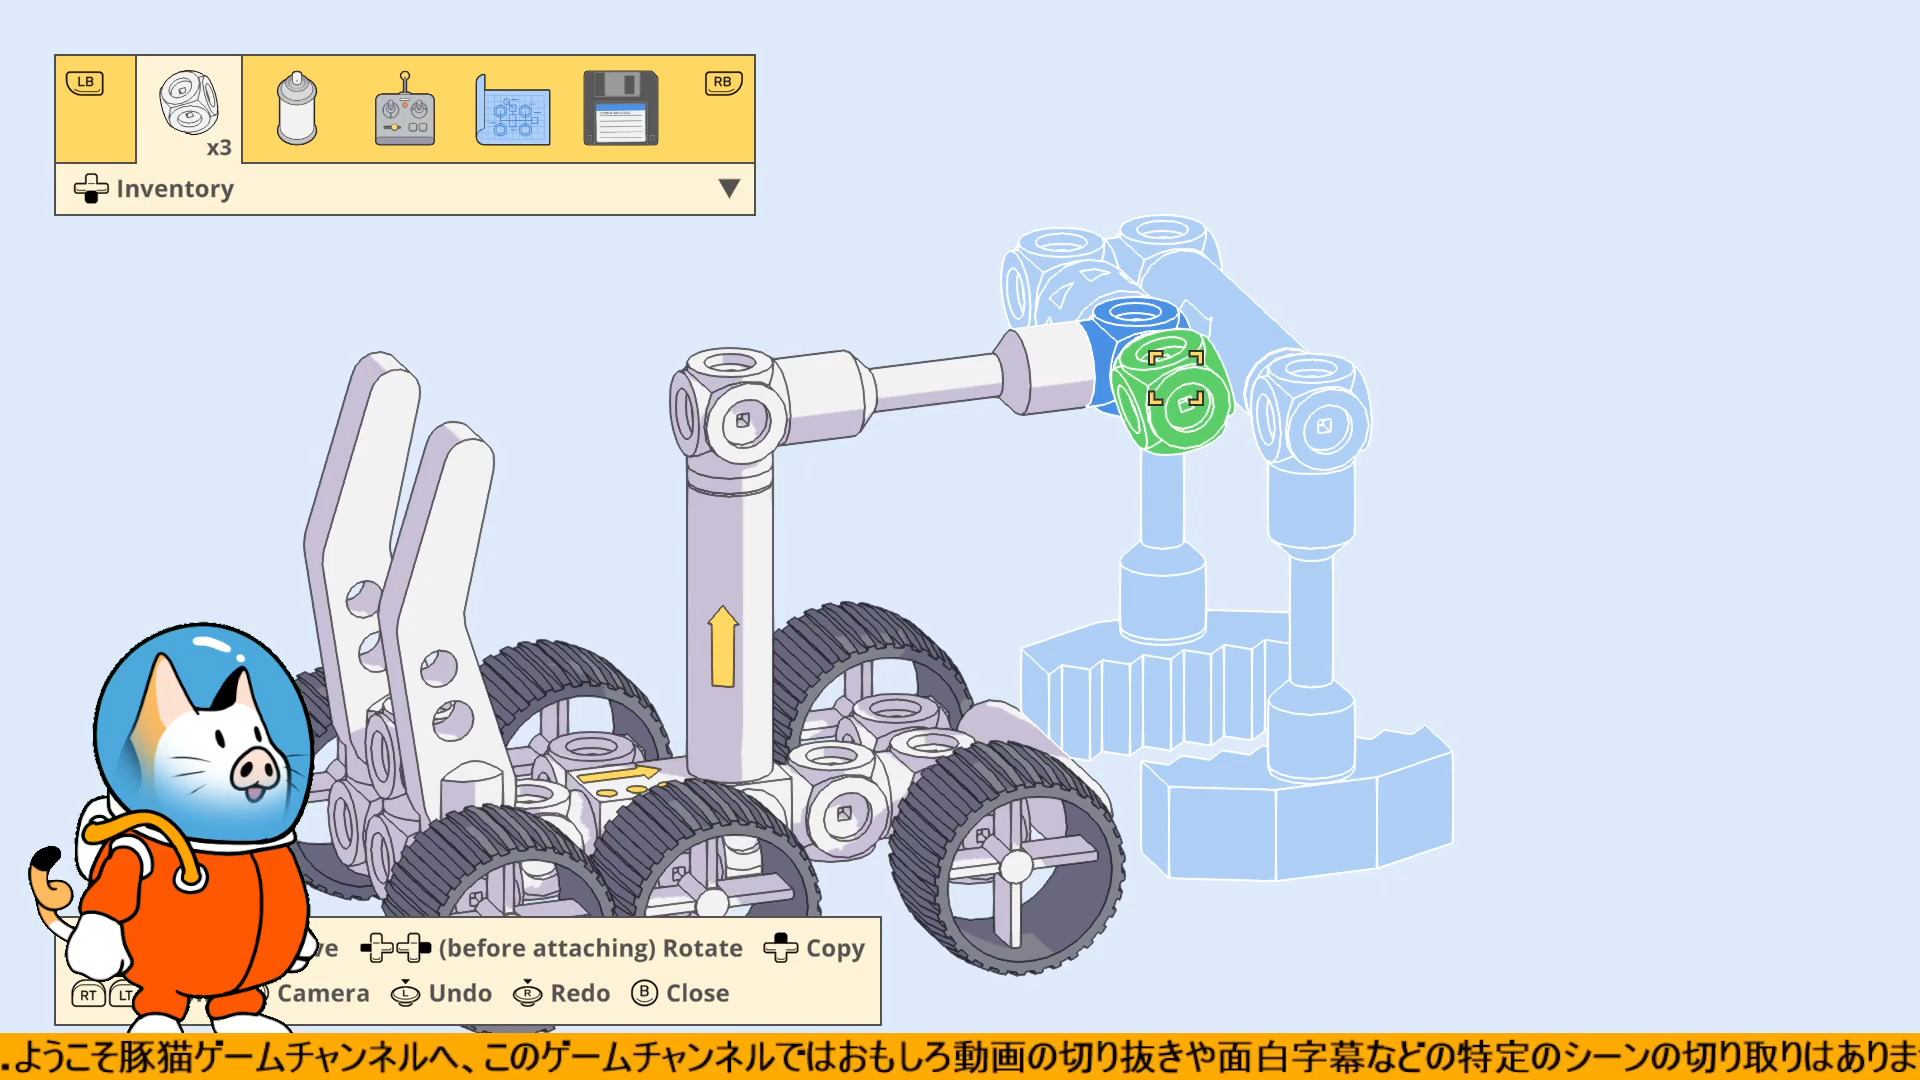 LB
RB
x3
Inventory
ve (before attaching) Rotate Copy
RT LT Camera L Undo R Redo B Close
.ようこそ豚猫ゲームチャンネルへ、このゲームチャンネルではおもしろ動画の切り抜きや面白字幕などの特定のシーンの切り取りはありま